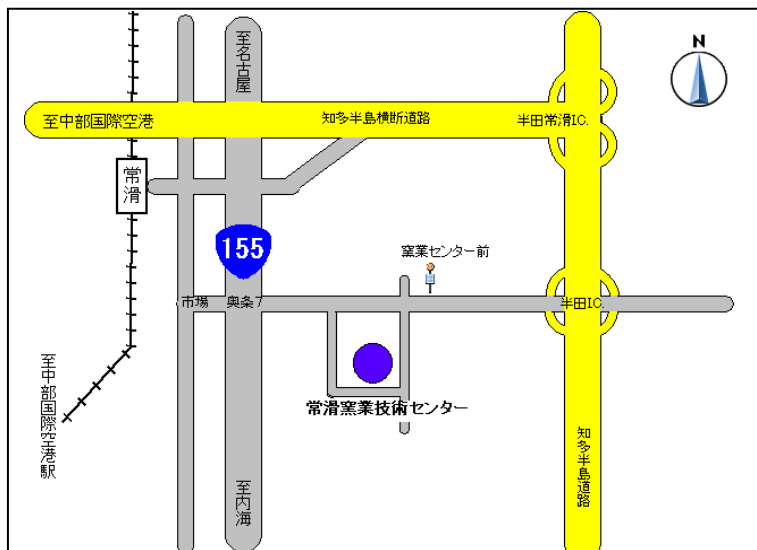 至名古屋
N
至中部国際空港
知多半島横断道路
半田常滑IC.
常滑
155
窯業センター前
市場
奥条7
半田IC.
至中部国際空港駅
常滑窯業技術センター
至内海
知多半島道路